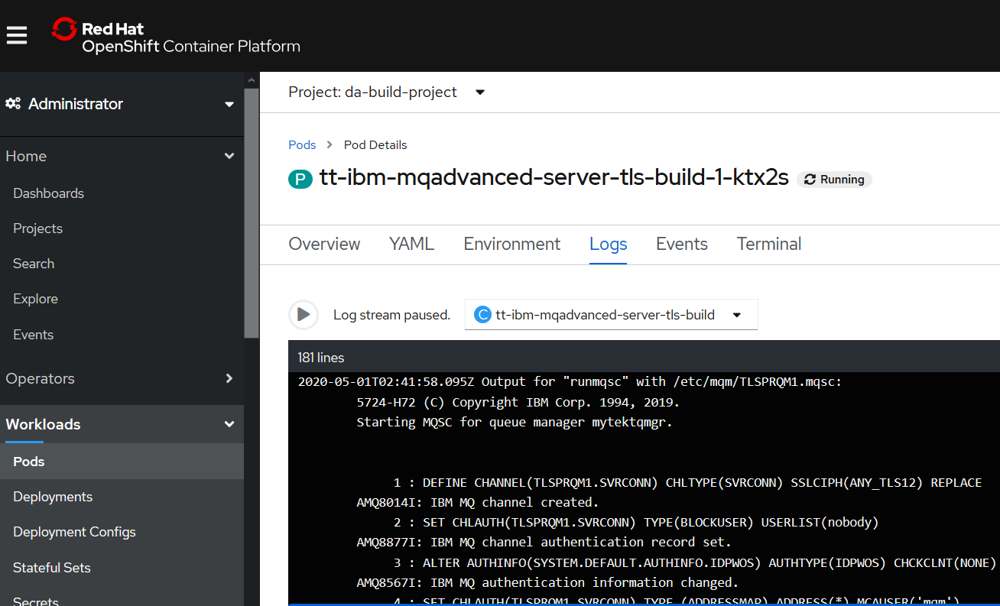 Red Hat
OpenShift Container Platform
Administrator
Home
Dashboards
Projects
Search
Explore
Events
Operators
Workloads
Pods
Deployments
Deployment Configs
Stateful Sets
Secrets
Project: da-build-project
Pods > Pod Details
P tt-ibm-mqadvanced-server-tls-build-1-ktx2s Running
Overview YAML Environment Logs Events Terminal
Log stream paused. C tt-ibm-mqadvanced-server-tls-build
181 lines
2020-05-01T02:41:58.095Z Output for "runmqsc" with /etc/mqm/TLSPRQM1.mqsc:
5724-H72 (C) Copyright IBM Corp. 1994, 2019.
Starting MQSC for queue manager mytektqmgr.
1 : DEFINE CHANNEL(TLSPRQM1.SVRCONN) CHLTYPE(SVRCONN) SSLCIPH(ANY_TLS12) REPLACE
AMQ8014I: IBM MQ channel created.
2 : SET CHLAUTH(TLSPRQM1.SVRCONN) TYPE(BLOCKUSER) USERLIST(nobody)
AMQ8877I: IBM MQ channel authentication record set.
3 : ALTER AUTHINFO(SYSTEM.DEFAULT.AUTHINFO.IDPWOS) AUTHTYPE(IDPWOS) CHCKCLNT(NONE)
AMQ8567I: IBM MQ authentication information changed.
4 : SET CHLAUTH(TLSPRQM1.SVRCONN) TYPE (ADDRESSMAP) ADDRESS(*) MCAUSER('mqm')